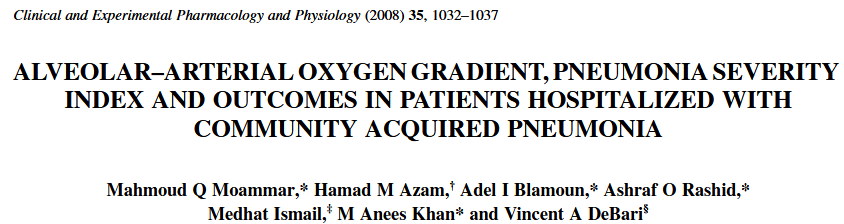 Clinical and Experimental Pharmacology and Physiology (2008) 35, 1032–1037
ALVEOLAR–ARTERIAL OXYGEN GRADIENT, PNEUMONIA SEVERITY
INDEX AND OUTCOMES IN PATIENTS HOSPITALIZED WITH
COMMUNITY ACQUIRED PNEUMONIA
Mahmoud Q Moammar,* Hamad M Azam,† Adel I Blamoun,* Ashraf O Rashid,*
Medhat Ismail,‡ M Anees Khan* and Vincent A DeBari§